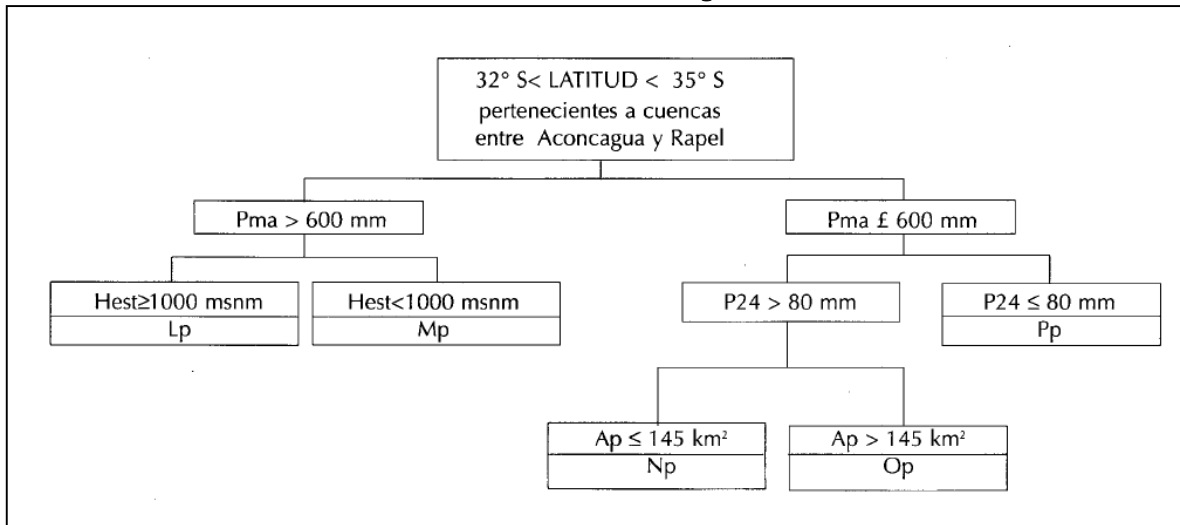 32° S< LATITUD < 35° S
pertenecientes a cuencas
entre Aconcagua y Rapel
Pma > 600 mm
Pma £ 600 mm
Hest≥1000 msnm
Lp
Hest<1000 msnm
Mp
P24 > 80 mm
P24 ≤ 80 mm
Pp
Ap ≤ 145 km²
Np
Ap > 145 km²
Op